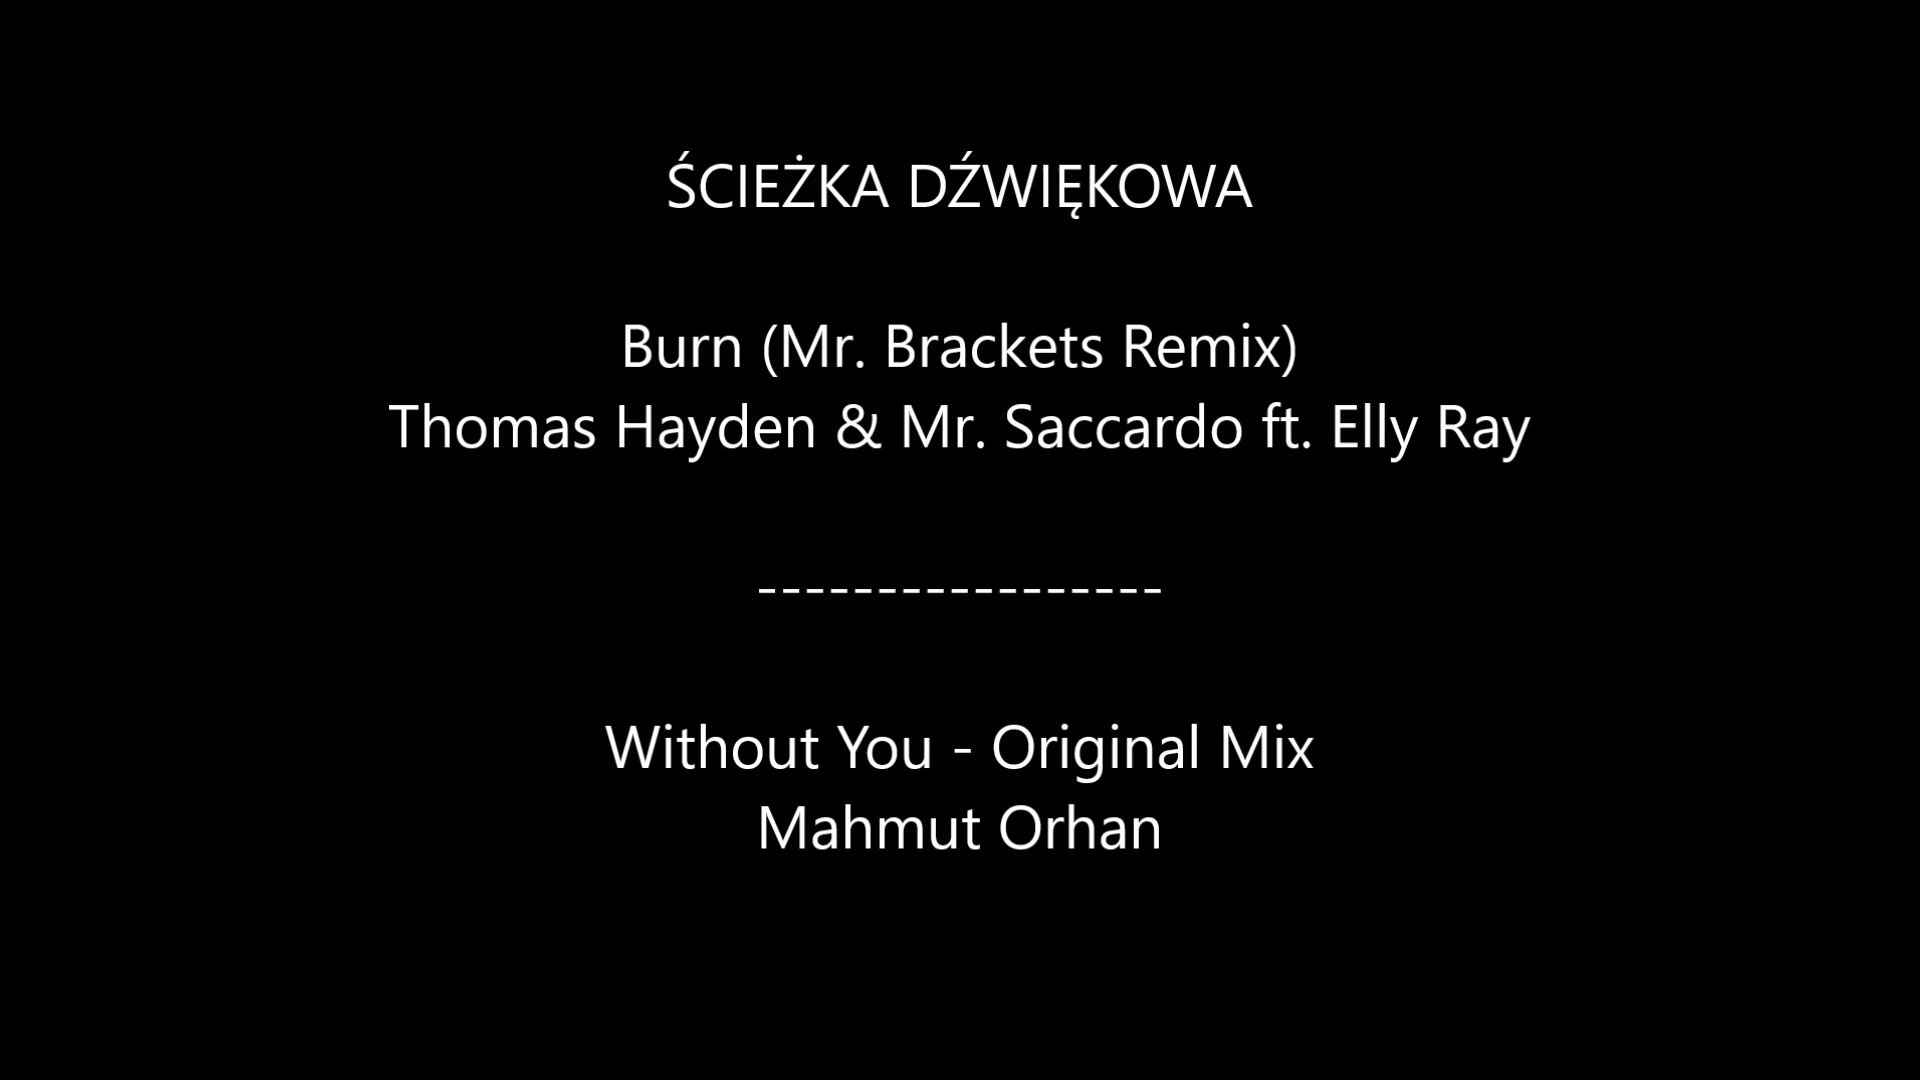 ŚCIEŻKA DŹWIĘKOWA
Burn (Mr. Brackets Remix)
Thomas Hayden & Mr. Saccardo ft. Elly Ray
-----------------
Without You - Original Mix
Mahmut Orhan